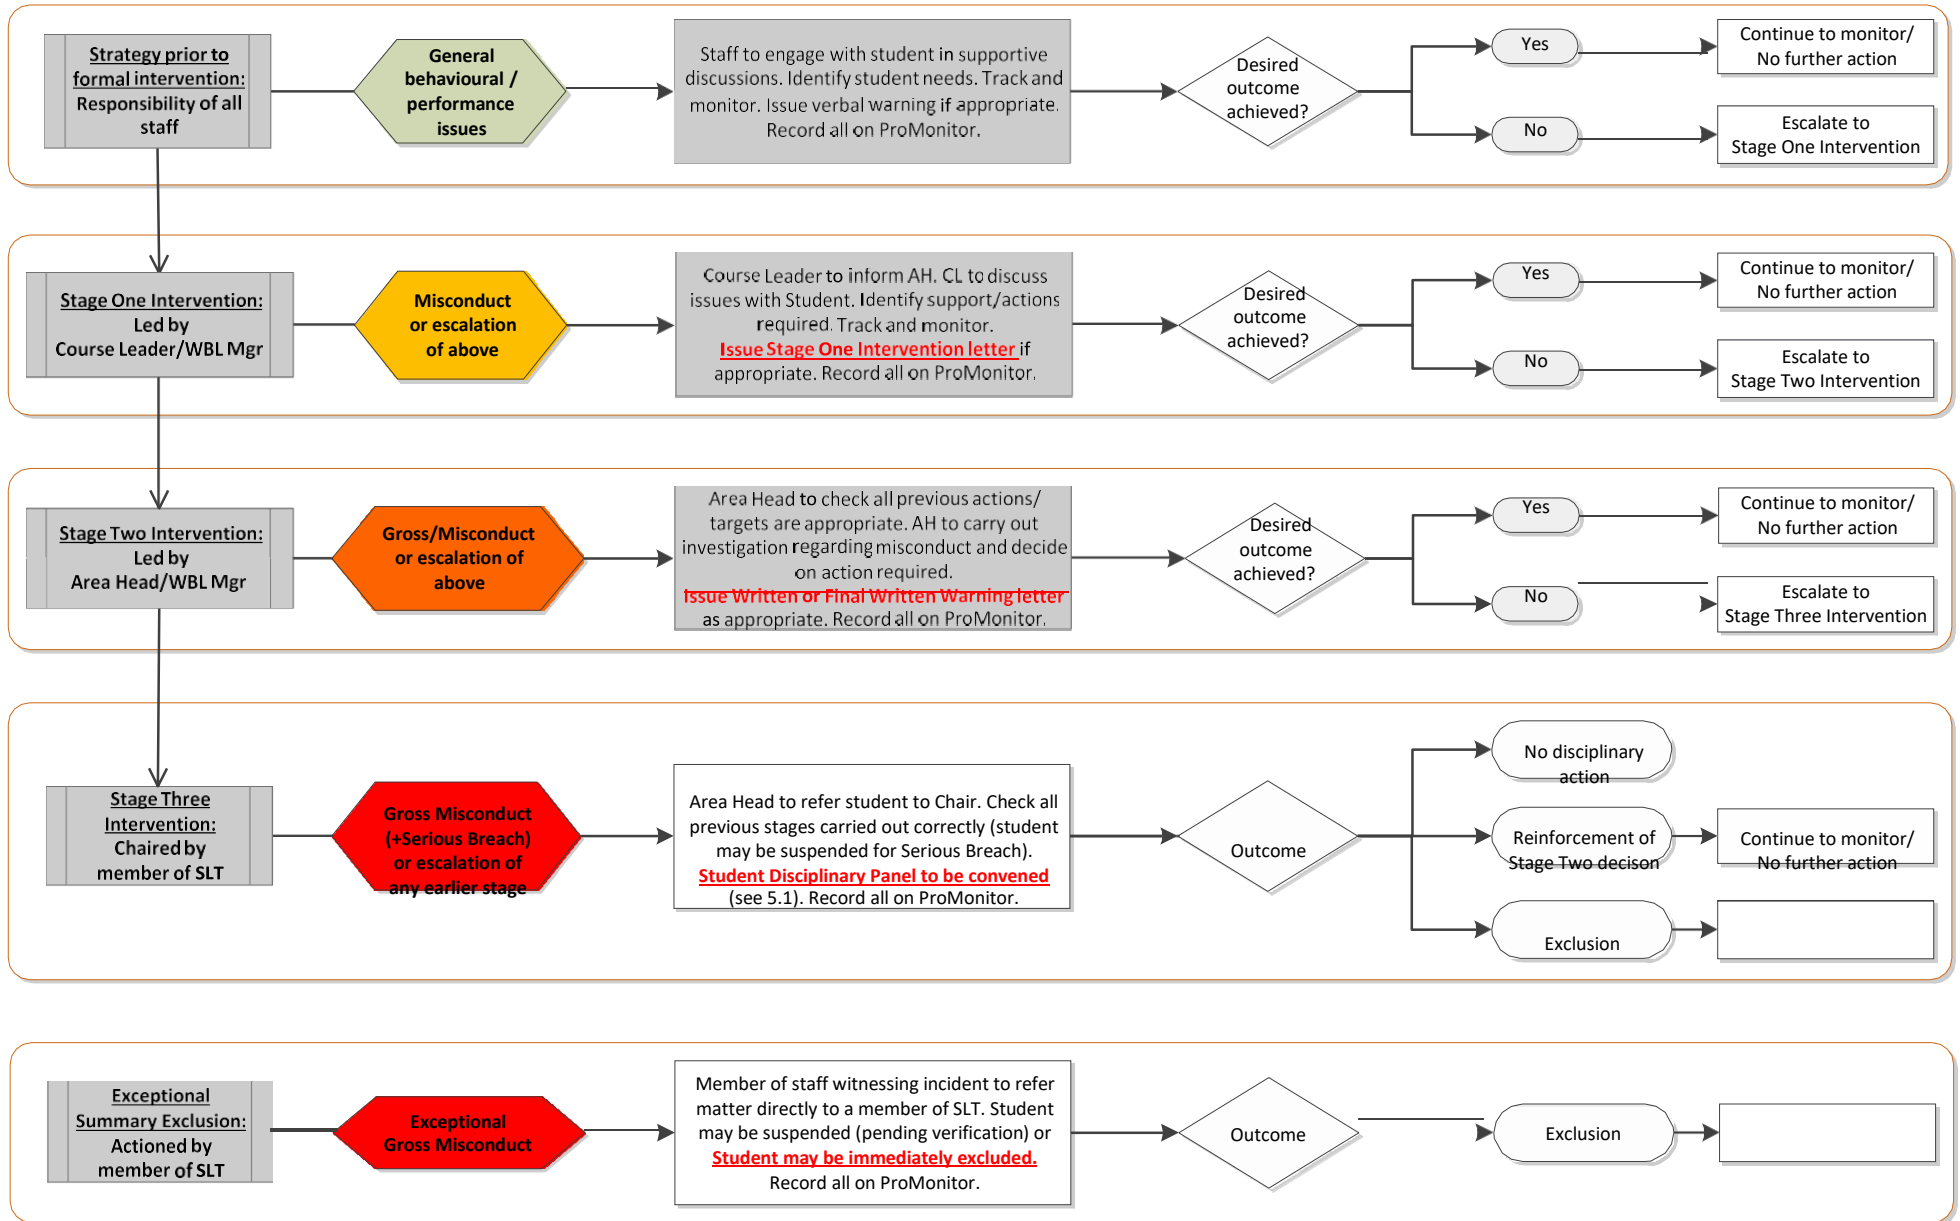 Strategy prior to
formal intervention:
Responsibility of all
staff
General
behavioural /
performance
issues
Staff to engage with student in supportive
discussions. Identify student needs. Track and
monitor. Issue verbal warning if appropriate.
Record all on ProMonitor.
Desired
outcome
achieved?
Yes
Continue to monitor/
No further action
No
Escalate to
Stage One Intervention
Stage One Intervention:
Led by
Course Leader/WBL Mgr
Misconduct
or escalation
of above
Course Leader to inform AH. CL to discuss
issues with Student. Identify support/actions
required. Track and monitor.
Issue Stage One Intervention letter if
appropriate. Record all on ProMonitor.
Desired
outcome
achieved?
Yes
Continue to monitor/
No further action
No
Escalate to
Stage Two Intervention
Stage Two Intervention:
Led by
Area Head/WBL Mgr
Gross/Misconduct
or escalation of
above
Area Head to check all previous actions/
targets are appropriate. AH to carry out
investigation regarding misconduct and decide
on action required.
Issue Written or Final Written Warning letter
as appropriate. Record all on ProMonitor.
Desired
outcome
achieved?
Yes
Continue to monitor/
No further action
No
Escalate to
Stage Three Intervention
Stage Three
Intervention:
Chaired by
member of SLT
Gross Misconduct
(+Serious Breach)
or escalation of
any earlier stage
Area Head to refer student to Chair. Check all
previous stages carried out correctly (student
may be suspended for Serious Breach).
Student Disciplinary Panel to be convened
(see 5.1). Record all on ProMonitor.
Outcome
No disciplinary
action
Reinforcement of
Stage Two decison
Continue to monitor/
No further action
Exclusion
Exceptional
Summary Exclusion:
Actioned by
member of SLT
Exceptional
Gross Misconduct
Member of staff witnessing incident to refer
matter directly to a member of SLT. Student
may be suspended (pending verification) or
Student may be immediately excluded.
Record all on ProMonitor.
Outcome
Exclusion